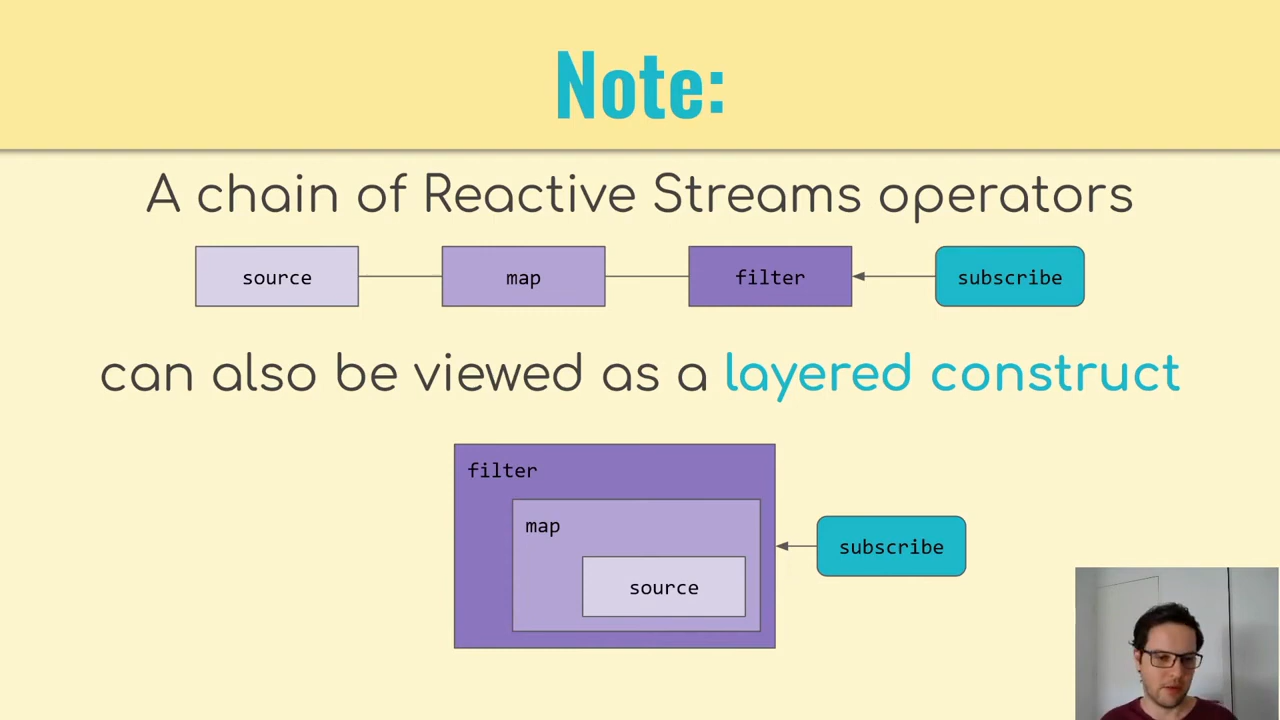 Note:
A chain of Reactive Streams operators
source map filter subscribe
can also be viewed as a layered construct
filter
map
subscribe
source